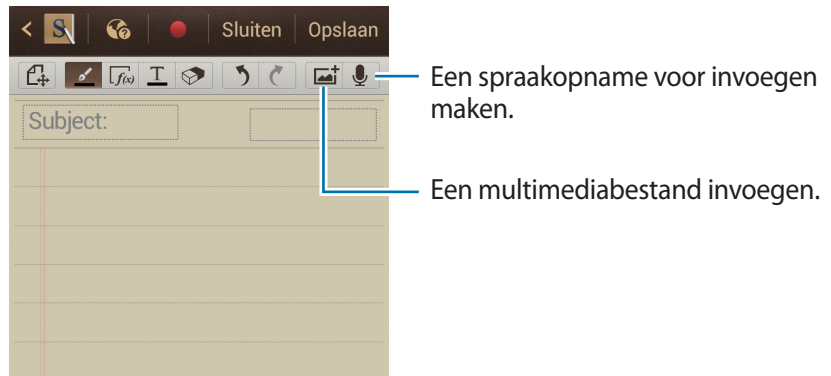 Sluiten Opslaan
f(x) T
Subject:
Een spraakopname voor invoegen
maken.
Een multimediabestand invoegen.